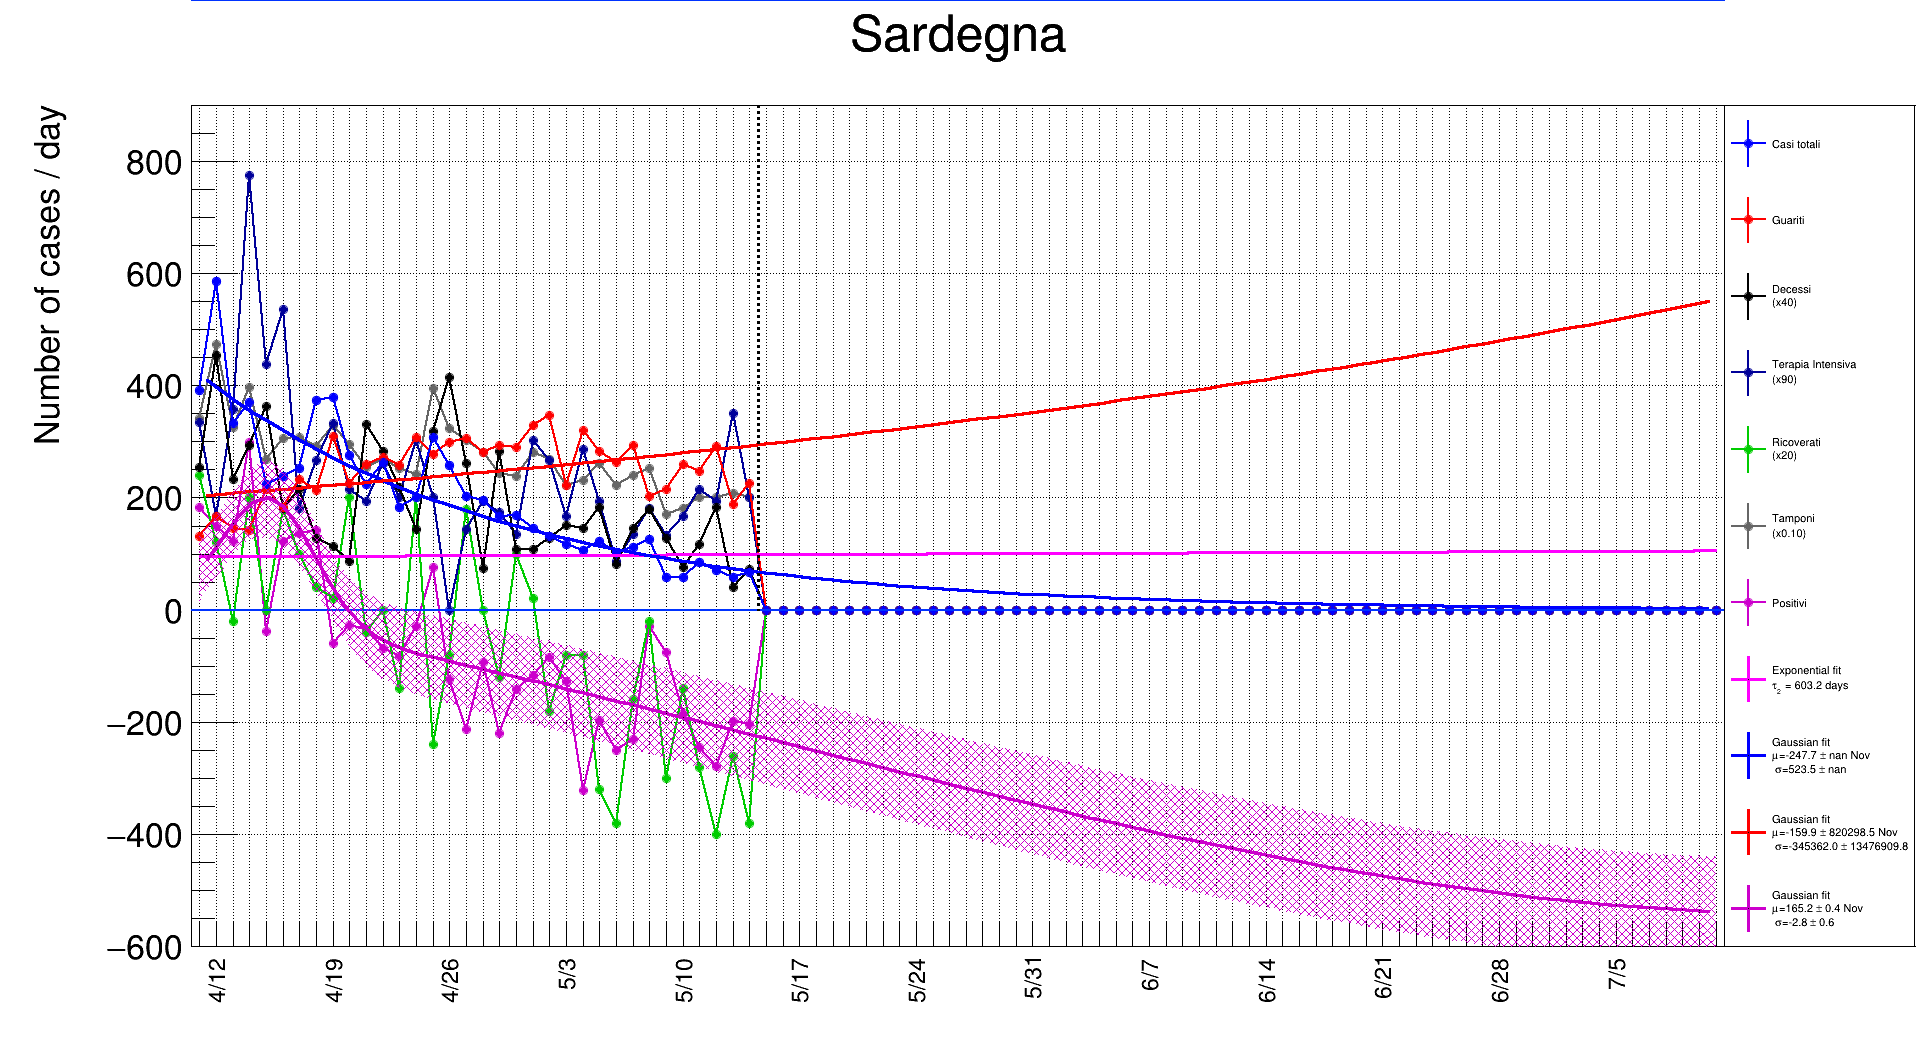 Sardegna
Number of cases / day
800
600
400
200
0
−200
−400
−600
4/12
4/19
4/26
5/3
5/10
5/17
5/24
5/31
6/7
6/14
6/21
6/28
7/5
Casi totali
Guariti
Decessi
(x40)
Terapia Intensiva
(x90)
Ricoverati
(x20)
Tamponi
(x0.10)
Positivi
Exponential fit
τ2 = 603.2 days
Gaussian fit
μ=-247.7 ± nan Nov
σ=523.5 ± nan
Gaussian fit
μ=-159.9 ± 820298.5 Nov
σ=-345362.0 ± 13476909.8
Gaussian fit
μ=165.2 ± 0.4 Nov
σ=-2.8 ± 0.6